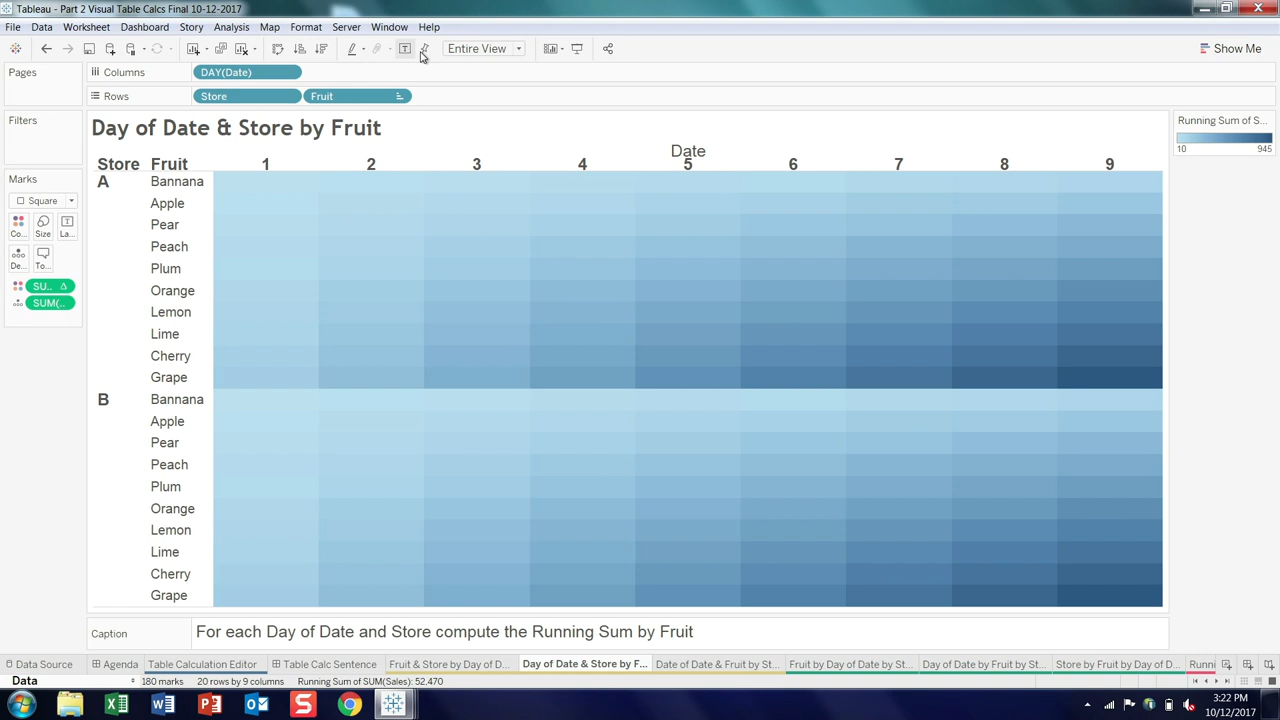 Tableau - Part 2 Visual Table Calcs Final 10-12-2017
File Data Worksheet Dashboard Story Analysis Map Format Server Window Help
Entire View
Show Me
Pages
Columns
DAY(Date)
Rows
Store
Fruit
Filters
Day of Date & Store by Fruit
Running Sum of S...
10 945
Date
Store Fruit 1 2 3 4 5 6 7 8 9
Marks
Square
Co... Size La...
De... To...
SU..
SUM(..
A Bannana
Apple
Pear
Peach
Plum
Orange
Lemon
Lime
Cherry
Grape
B Bannana
Apple
Pear
Peach
Plum
Orange
Lemon
Lime
Cherry
Grape
Caption
For each Day of Date and Store compute the Running Sum by Fruit
Data Source Agenda Table Calculation Editor Table Calc Sentence Fruit & Store by Day of D... Day of Date & Store by F... Date of Date & Fruit by St... Fruit by Day of Date by St... Day of Date by Fruit by St... Store by Fruit by Day of D... Runni
Data 180 marks 20 rows by 9 columns Running Sum of SUM(Sales): 52,470
3:22 PM
10/12/2017